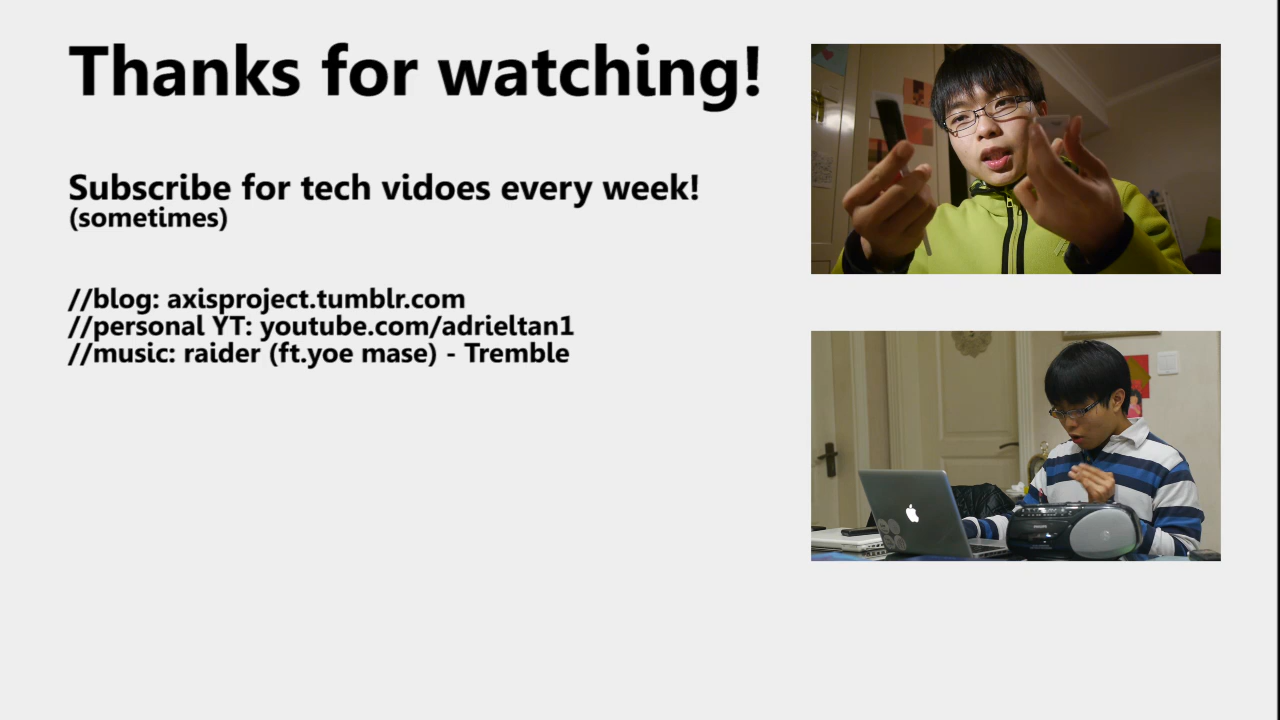 Thanks for watching!
Subscribe for tech vidoes every week!
(sometimes)
//blog: axisproject.tumblr.com
//personal YT: youtube.com/adrieltan1
//music: raider (ft.yoe mase) - Tremble